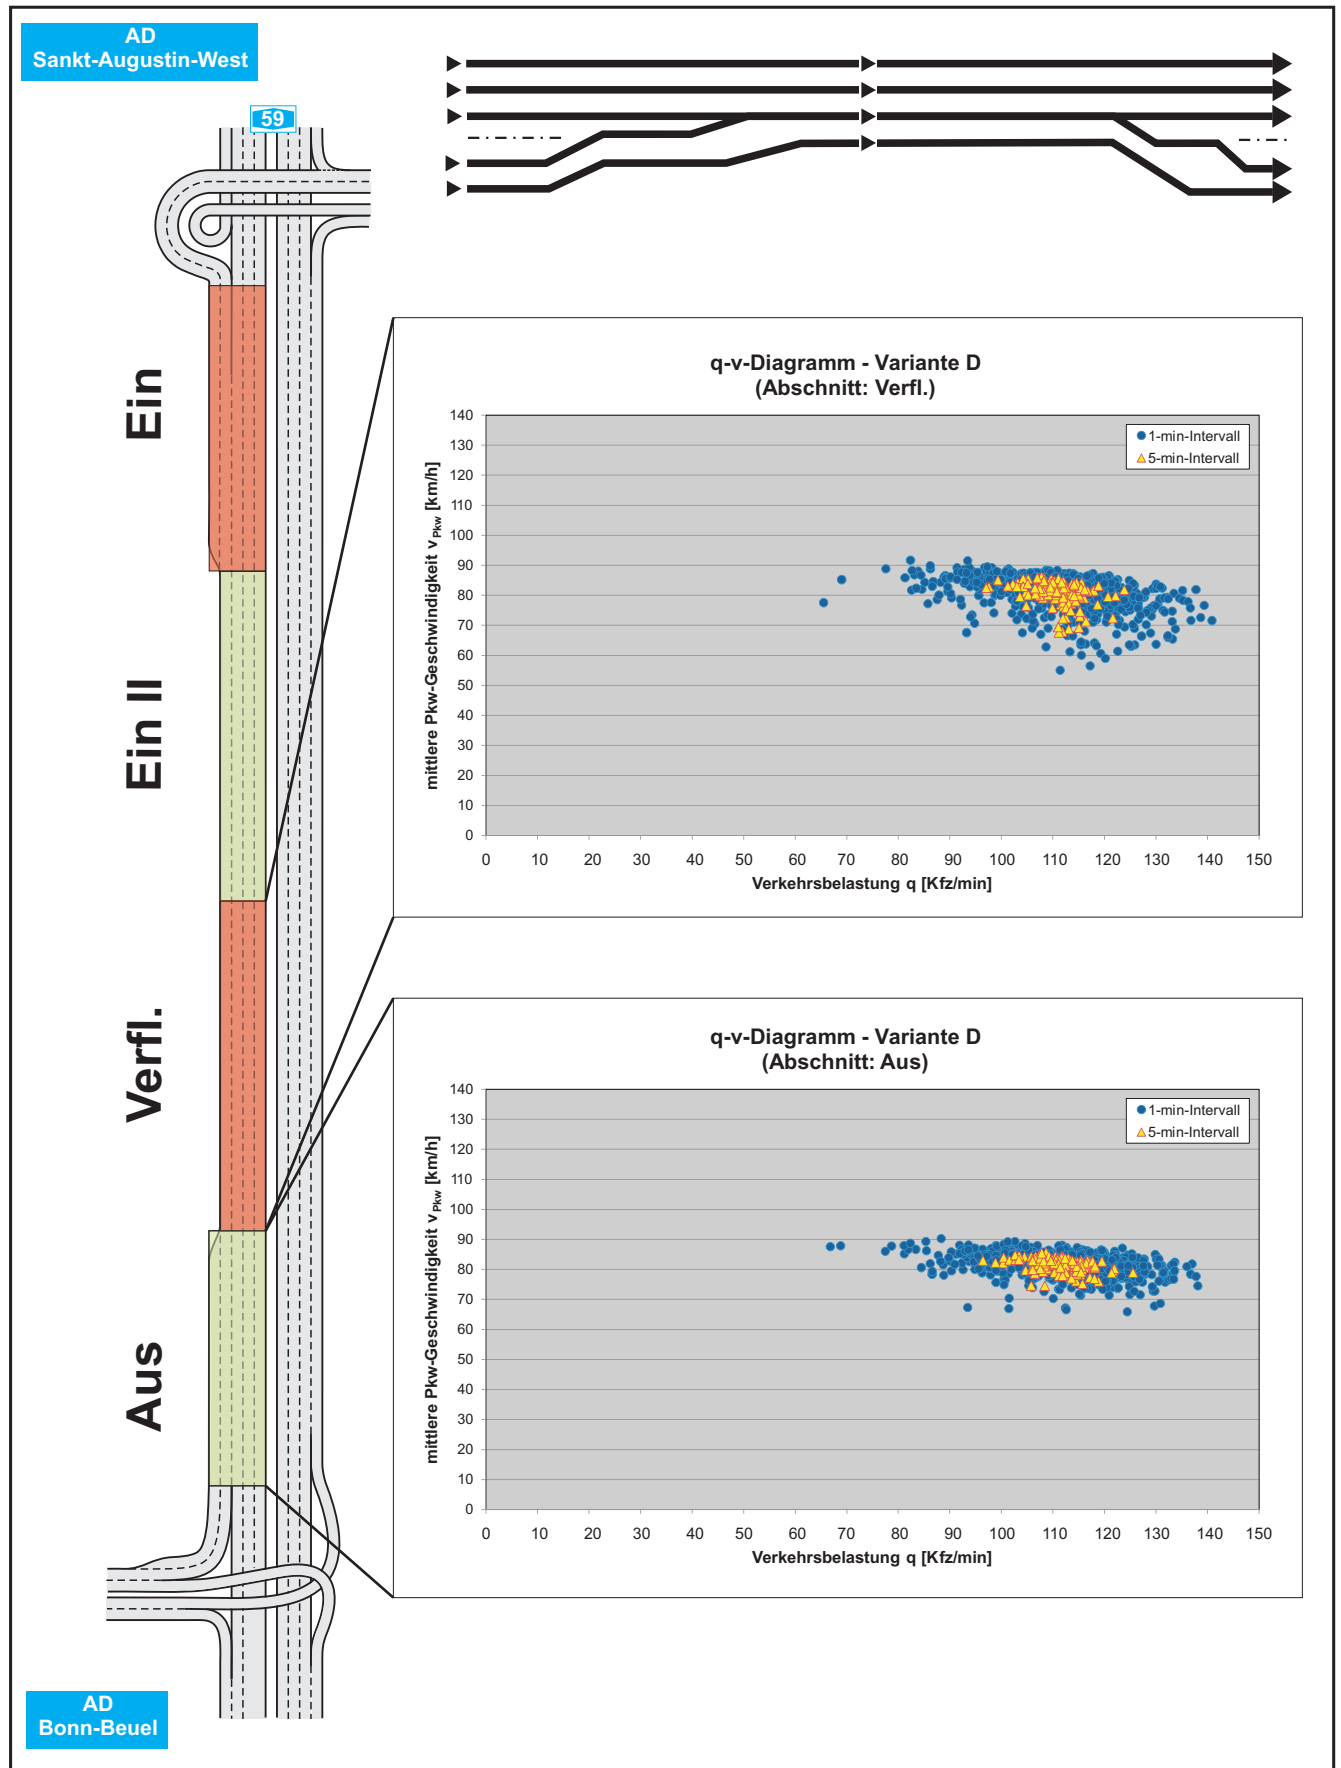 AD
Sankt-Augustin-West
59
Ein
Ein II
Verfl.
Aus
q-v-Diagramm - Variante D
(Abschnitt: Verfl.)
mittlere Pkw-Geschwindigkeit vPkw [km/h]
140
130
120
110
100
90
80
70
60
50
40
30
20
10
0
1-min-Intervall
5-min-Intervall
0 10 20 30 40 50 60 70 80 90 100 110 120 130 140 150
Verkehrsbelastung q [Kfz/min]
q-v-Diagramm - Variante D
(Abschnitt: Aus)
mittlere Pkw-Geschwindigkeit vPkw [km/h]
140
130
120
110
100
90
80
70
60
50
40
30
20
10
0
1-min-Intervall
5-min-Intervall
0 10 20 30 40 50 60 70 80 90 100 110 120 130 140 150
Verkehrsbelastung q [Kfz/min]
AD
Bonn-Beuel